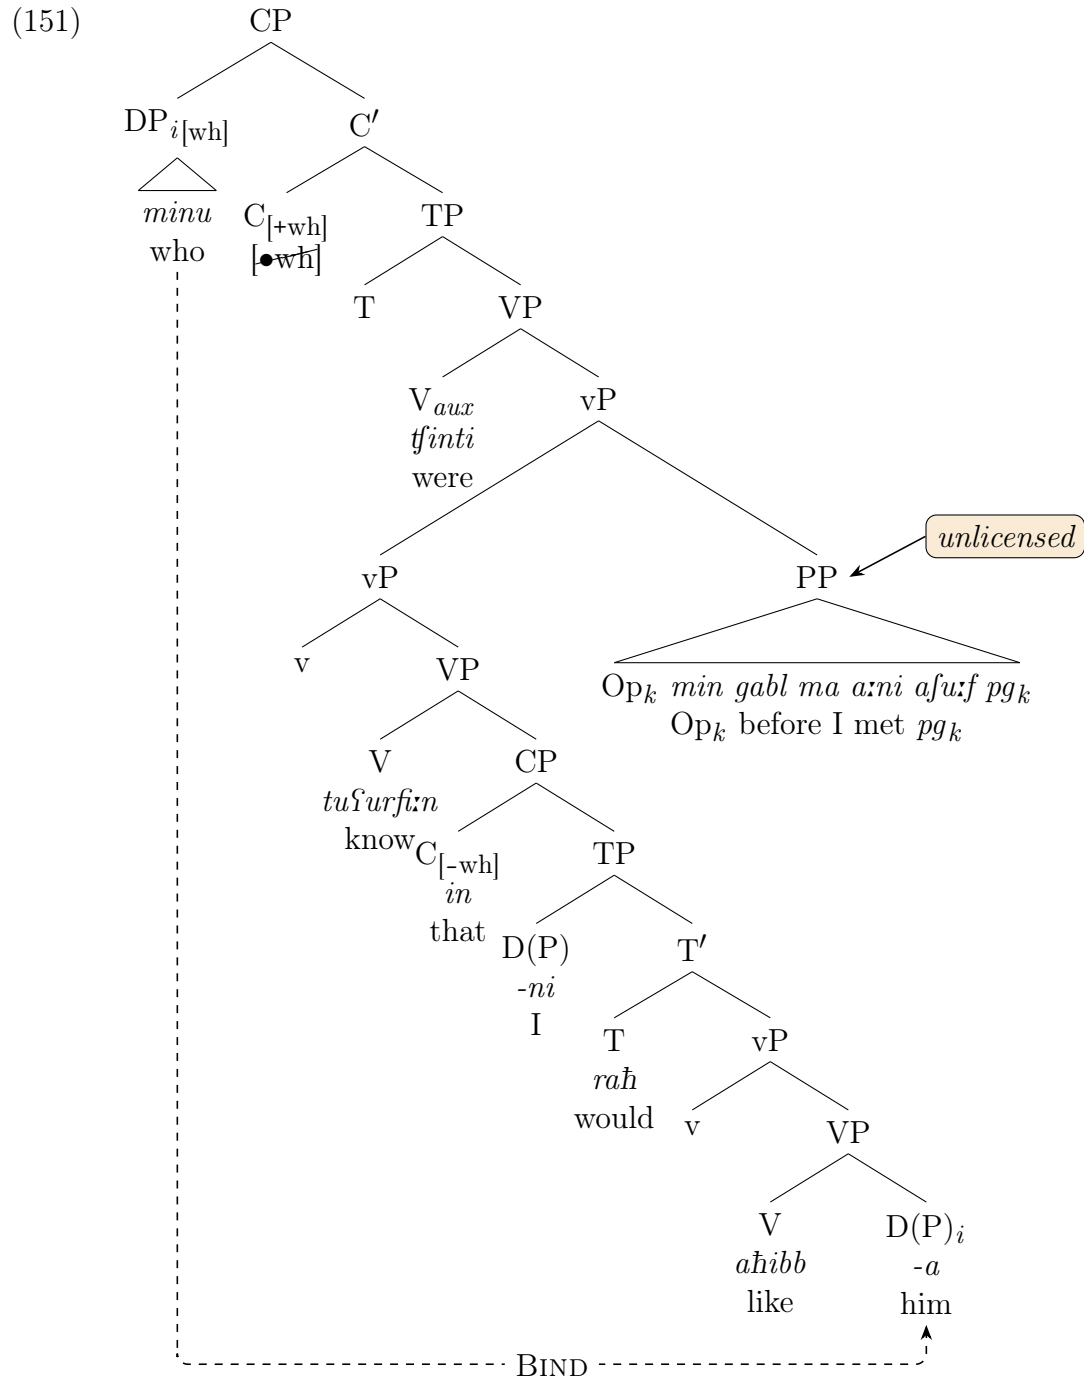 (151)
CP
DP_i[wh]
C′
minu
who
C[+wh]
[•wh]
TP
T
VP
V_aux
ʧinti
were
vP
unlicensed
vP
PP
v
VP
Op_k min gabl ma aːni aʃuːf pg_k
Op_k before I met pg_k
V
tuʕurfiːn
know
CP
C[-wh]
in
that
TP
D(P)
-ni
I
T′
T
raħ
would
vP
v
VP
V
aħibb
like
D(P)_i
-a
him
BIND